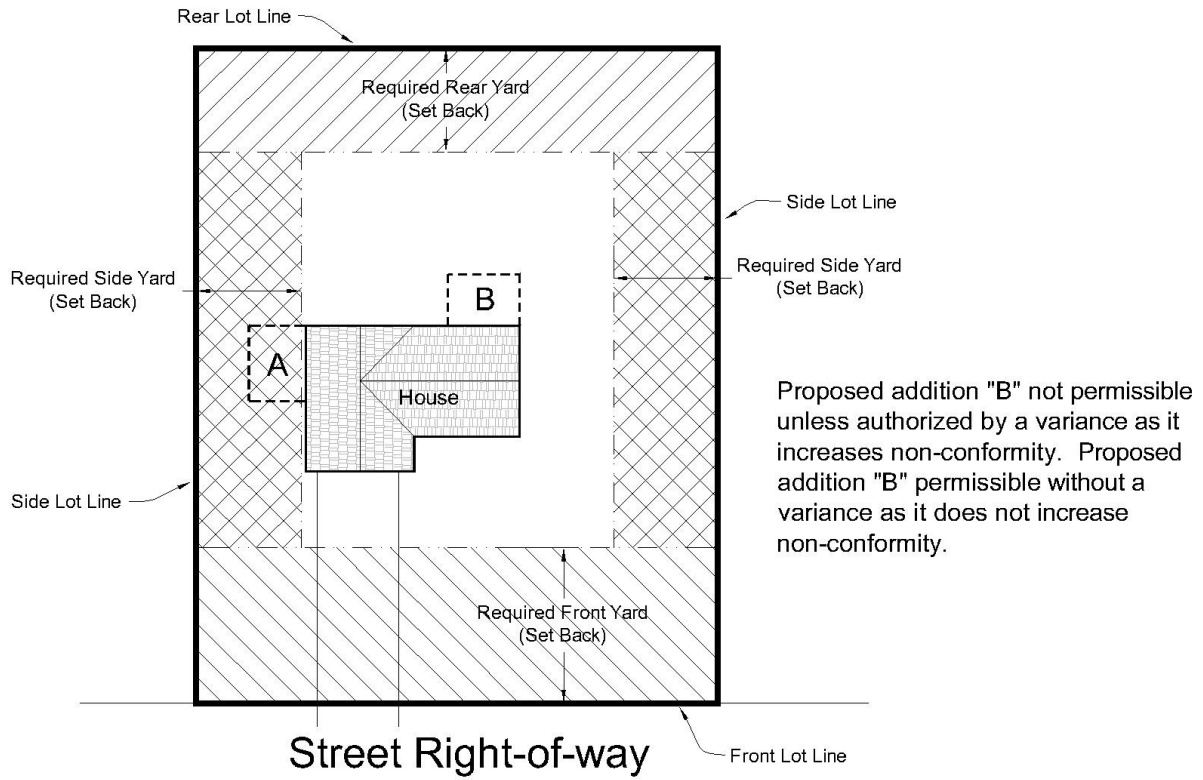 Rear Lot Line
Required Rear Yard
(Set Back)
Side Lot Line
Required Side Yard
(Set Back)
Required Side Yard
(Set Back)
B
A
House
Proposed addition "B" not permissible
unless authorized by a variance as it
increases non-conformity. Proposed
addition "B" permissible without a
variance as it does not increase
non-conformity.
Side Lot Line
Required Front Yard
(Set Back)
Street Right-of-way
Front Lot Line